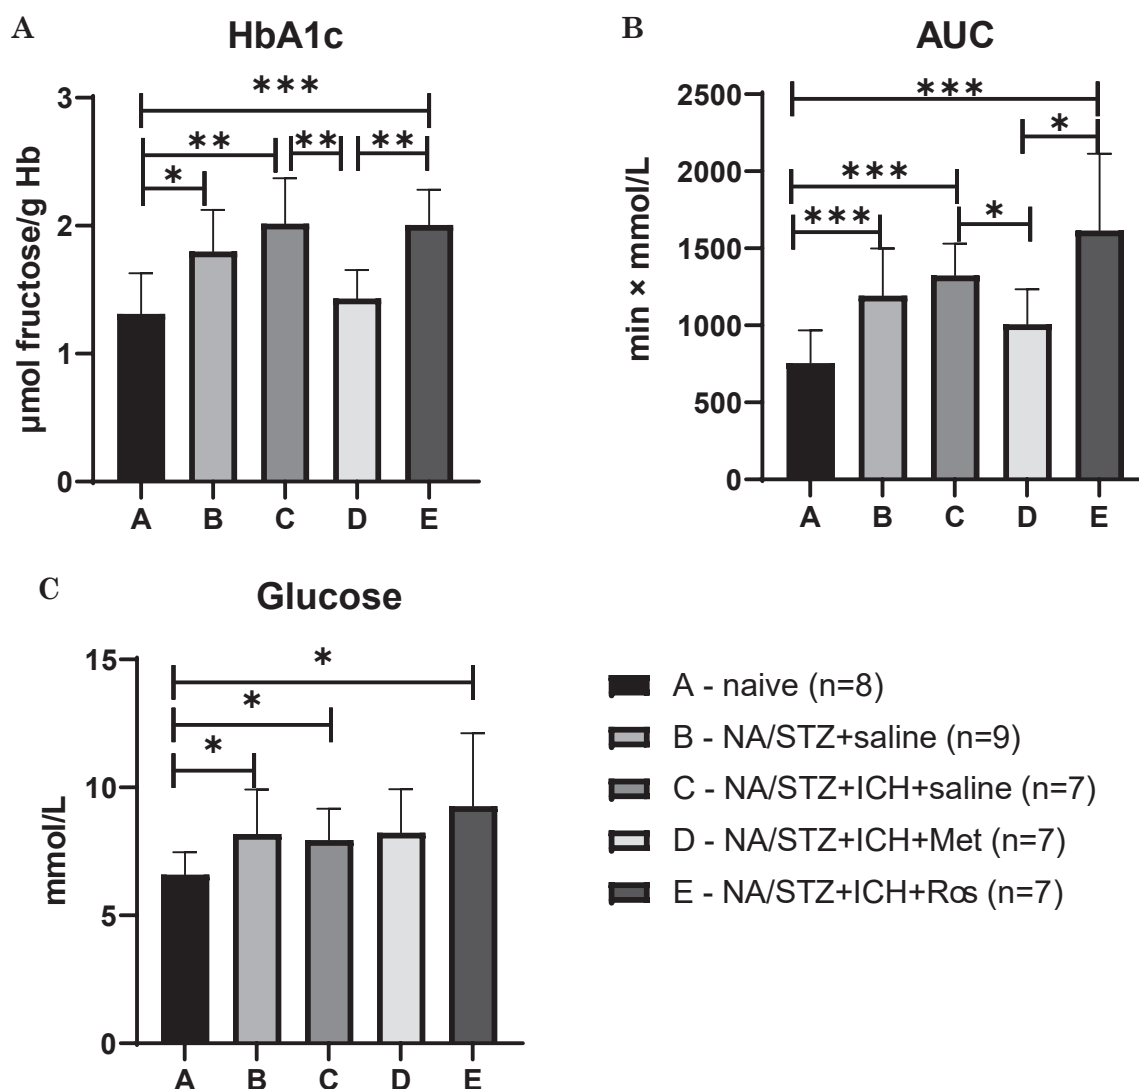 A
HbA1c
μmol fructose/g Hb
3
2
1
0
***
**
**
**
*
A B C D E
B
AUC
min × mmol/L
2500
2000
1500
1000
500
0
***
*
***
*
***
A B C D E
C
Glucose
mmol/L
15
10
5
0
*
*
*
A B C D E
A - naive (n=8)
B - NA/STZ+saline (n=9)
C - NA/STZ+ICH+saline (n=7)
D - NA/STZ+ICH+Met (n=7)
E - NA/STZ+ICH+Ros (n=7)